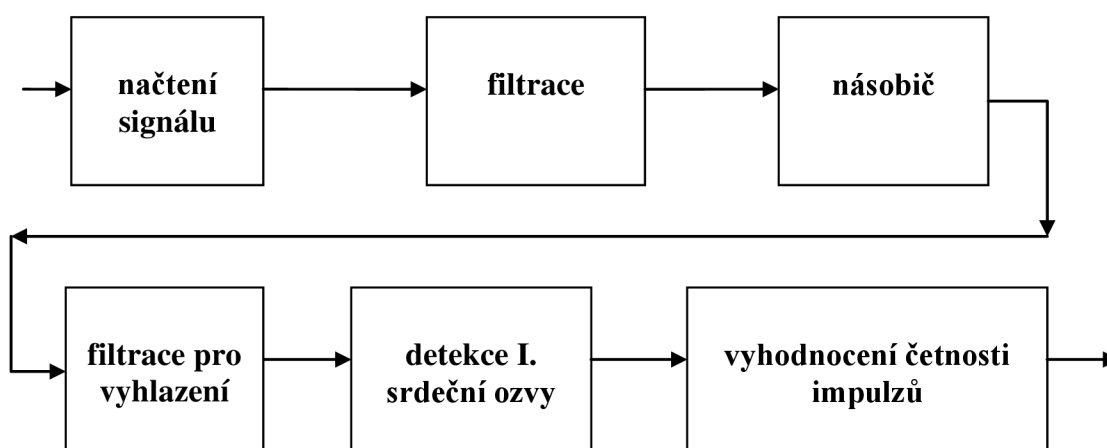 načtení
signálu
filtrace
násobič
filtrace pro
vyhlazení
detekce I.
srdeční ozvy
vyhodnocení četnosti
impulzů